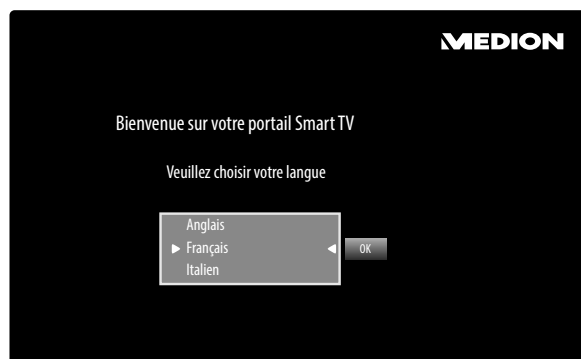 MEDION
Bienvenue sur votre portail Smart TV
Veuillez choisir votre langue
Anglais
Français
OK
Italien